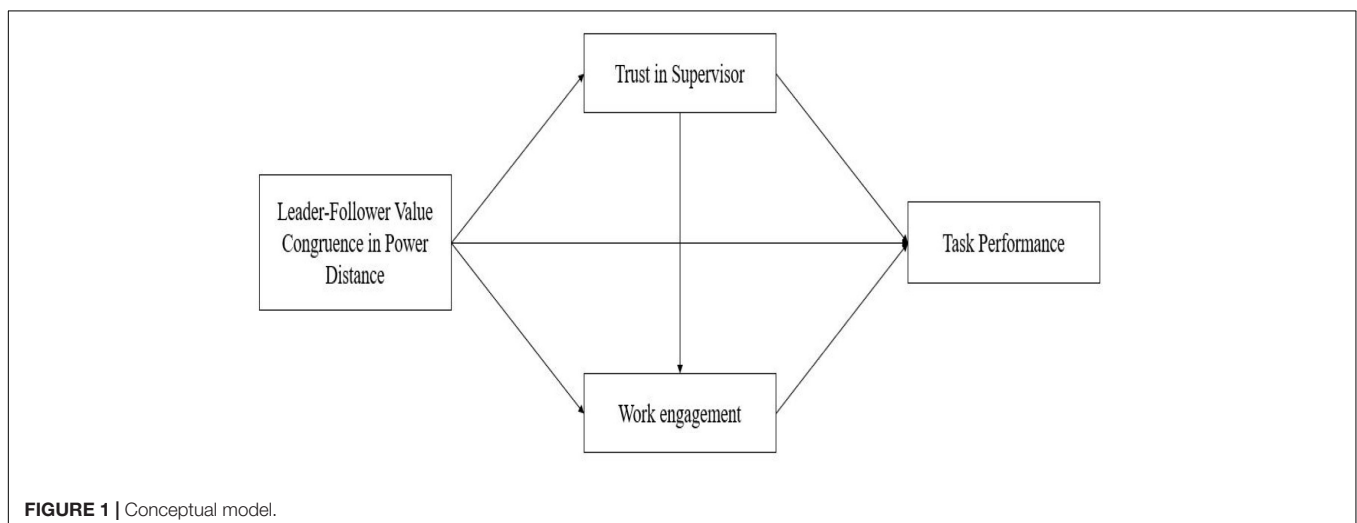 Trust in Supervisor
Leader-Follower Value
Congruence in Power
Distance
Task Performance
Work engagement
FIGURE 1 | Conceptual model.